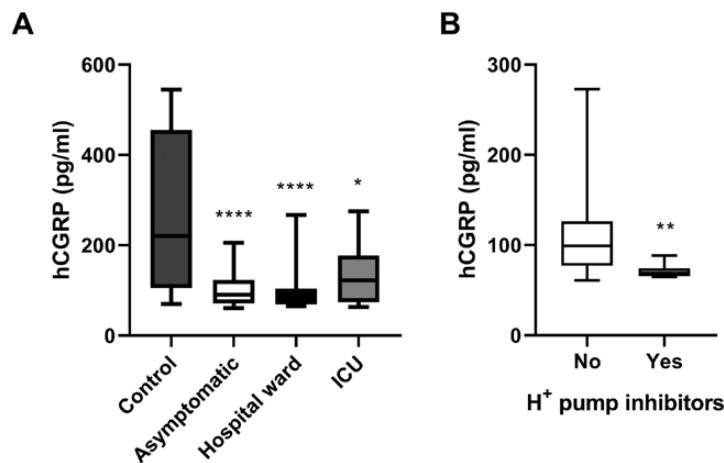 A
hCGRP (pg/ml)
600
400
200
0
****
****
*
Control
Asymptomatic
Hospital ward
ICU
B
hCGRP (pg/ml)
300
200
100
0
**
No
Yes
H⁺ pump inhibitors